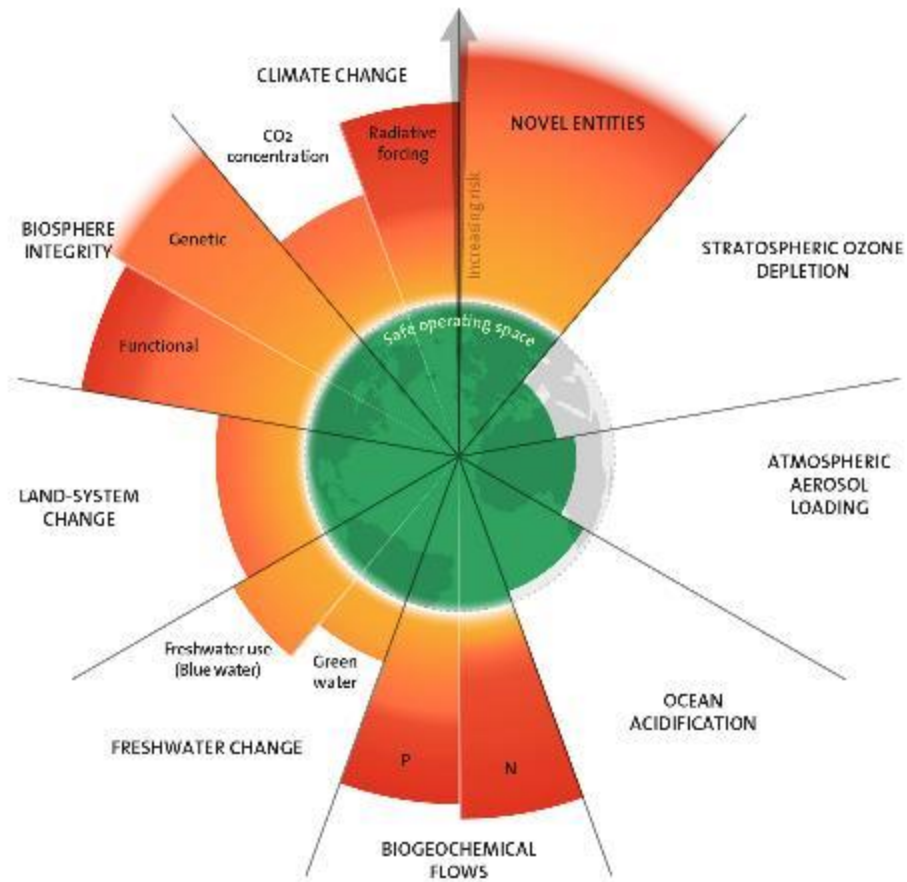 CLIMATE CHANGE
CO2
concentration
Radiative
forcing
Increasing risk
NOVEL ENTITIES
STRATOSPHERIC OZONE
DEPLETION
ATMOSPHERIC
AEROSOL
LOADING
OCEAN
ACIDIFICATION
BIOGEOCHEMICAL
FLOWS
P
N
FRESHWATER CHANGE
Green
water
Freshwater use
(Blue water)
LAND-SYSTEM
CHANGE
BIOSPHERE
INTEGRITY
Functional
Genetic
Safe operating space